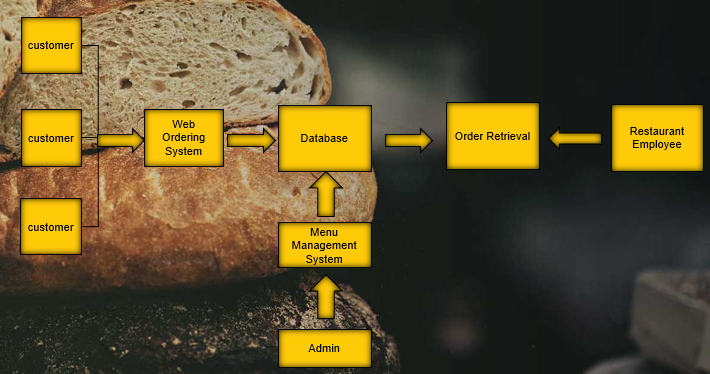 customer
customer
customer
Web
Ordering
System
Database
Order Retrieval
Restaurant
Employee
Menu
Management
System
Admin